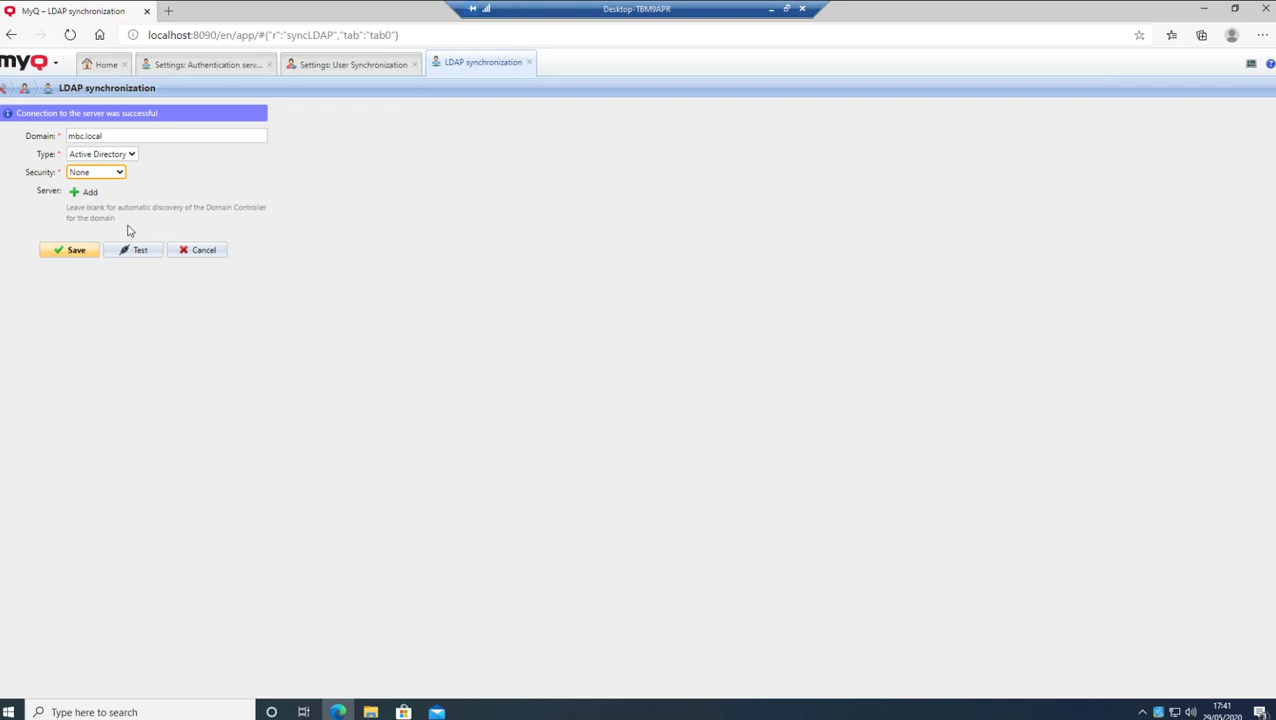 MyQ – LDAP synchronization
Desktop-TBM9APR
localhost:8090/en/app/#{"r":"syncLDAP","tab":"tab0"}
MYQ
Home
Settings: Authentication serv...
Settings: User Synchronization
LDAP synchronization
LDAP synchronization
Connection to the server was successful
Domain: * mbc.local
Type: * Active Directory
Security: * None
Server: Add
Leave blank for automatic discovery of the Domain Controller
for the domain
Save Test Cancel
Type here to search
17:41
29/05/2020